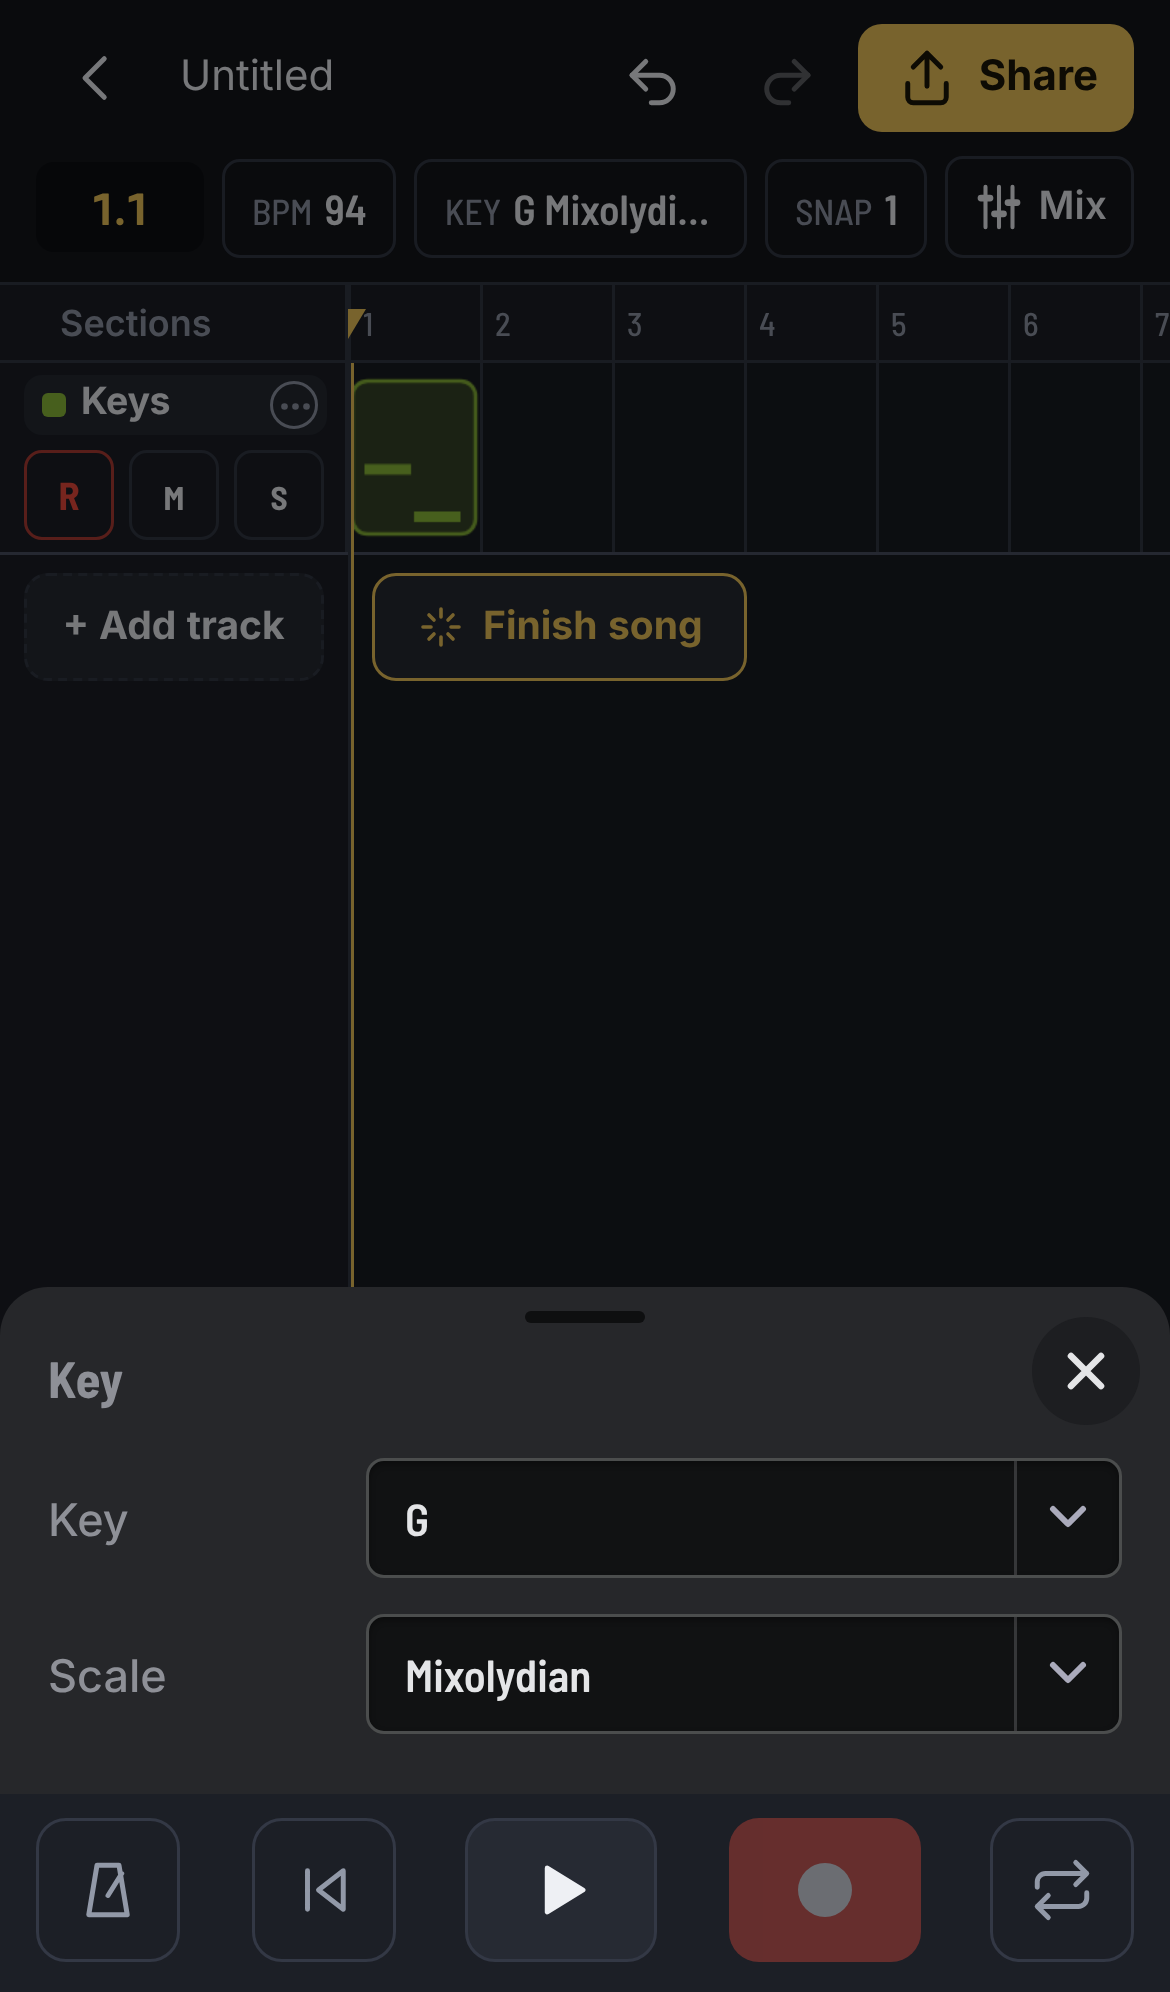 Untitled
Share
1.1
BPM 94
KEY G Mixolydi...
SNAP 1
Mix
Sections
1 2 3 4 5 6 7
Keys
R M S
+ Add track
Finish song
Key
Key
G
Scale
Mixolydian